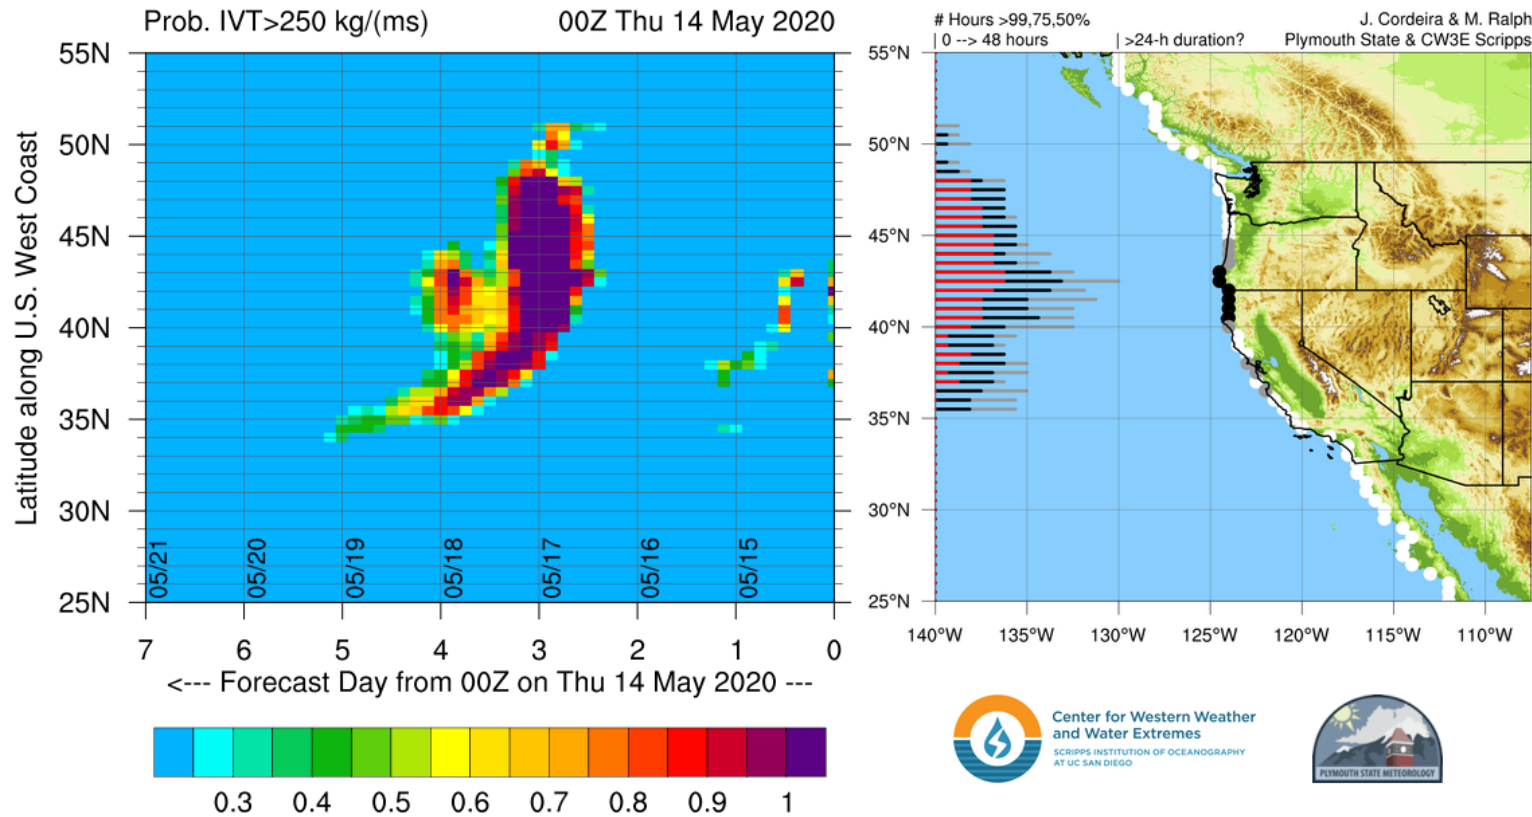 Prob. IVT>250 kg/(ms)
00Z Thu 14 May 2020
# Hours >99,75,50%
J. Cordeira & M. Ralph
| 0 --> 48 hours
| >24-h duration?
Plymouth State & CW3E Scripps
Latitude along U.S. West Coast
55N
50N
45N
40N
35N
30N
25N
05/21
05/20
05/19
05/18
05/17
05/16
05/15
7
6
5
4
3
2
1
0
<--- Forecast Day from 00Z on Thu 14 May 2020 ---
0.3
0.4
0.5
0.6
0.7
0.8
0.9
1
55°N
50°N
45°N
40°N
35°N
30°N
25°N
140°W
135°W
130°W
125°W
120°W
115°W
110°W
Center for Western Weather
and Water Extremes
SCRIPPS INSTITUTION OF OCEANOGRAPHY
AT UC SAN DIEGO
PLYMOUTH STATE METEOROLOGY